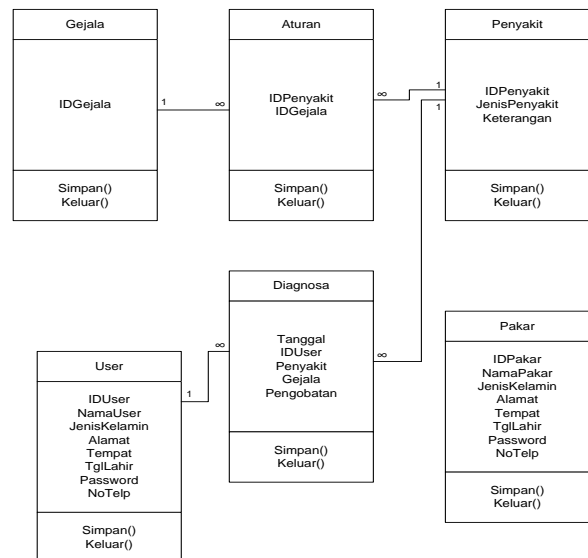 Gejala
IDGejala
Simpan()
Keluar()
1
∞
Aturan
IDPenyakit
IDGejala
Simpan()
Keluar()
∞
1
1
Penyakit
IDPenyakit
JenisPenyakit
Keterangan
Simpan()
Keluar()
User
IDUser
NamaUser
JenisKelamin
Alamat
Tempat
TglLahir
Password
NoTelp
Simpan()
Keluar()
1
∞
Diagnosa
Tanggal
IDUser
Penyakit
Gejala
Pengobatan
Simpan()
Keluar()
∞
Pakar
IDPakar
NamaPakar
JenisKelamin
Alamat
Tempat
TglLahir
Password
NoTelp
Simpan()
Keluar()